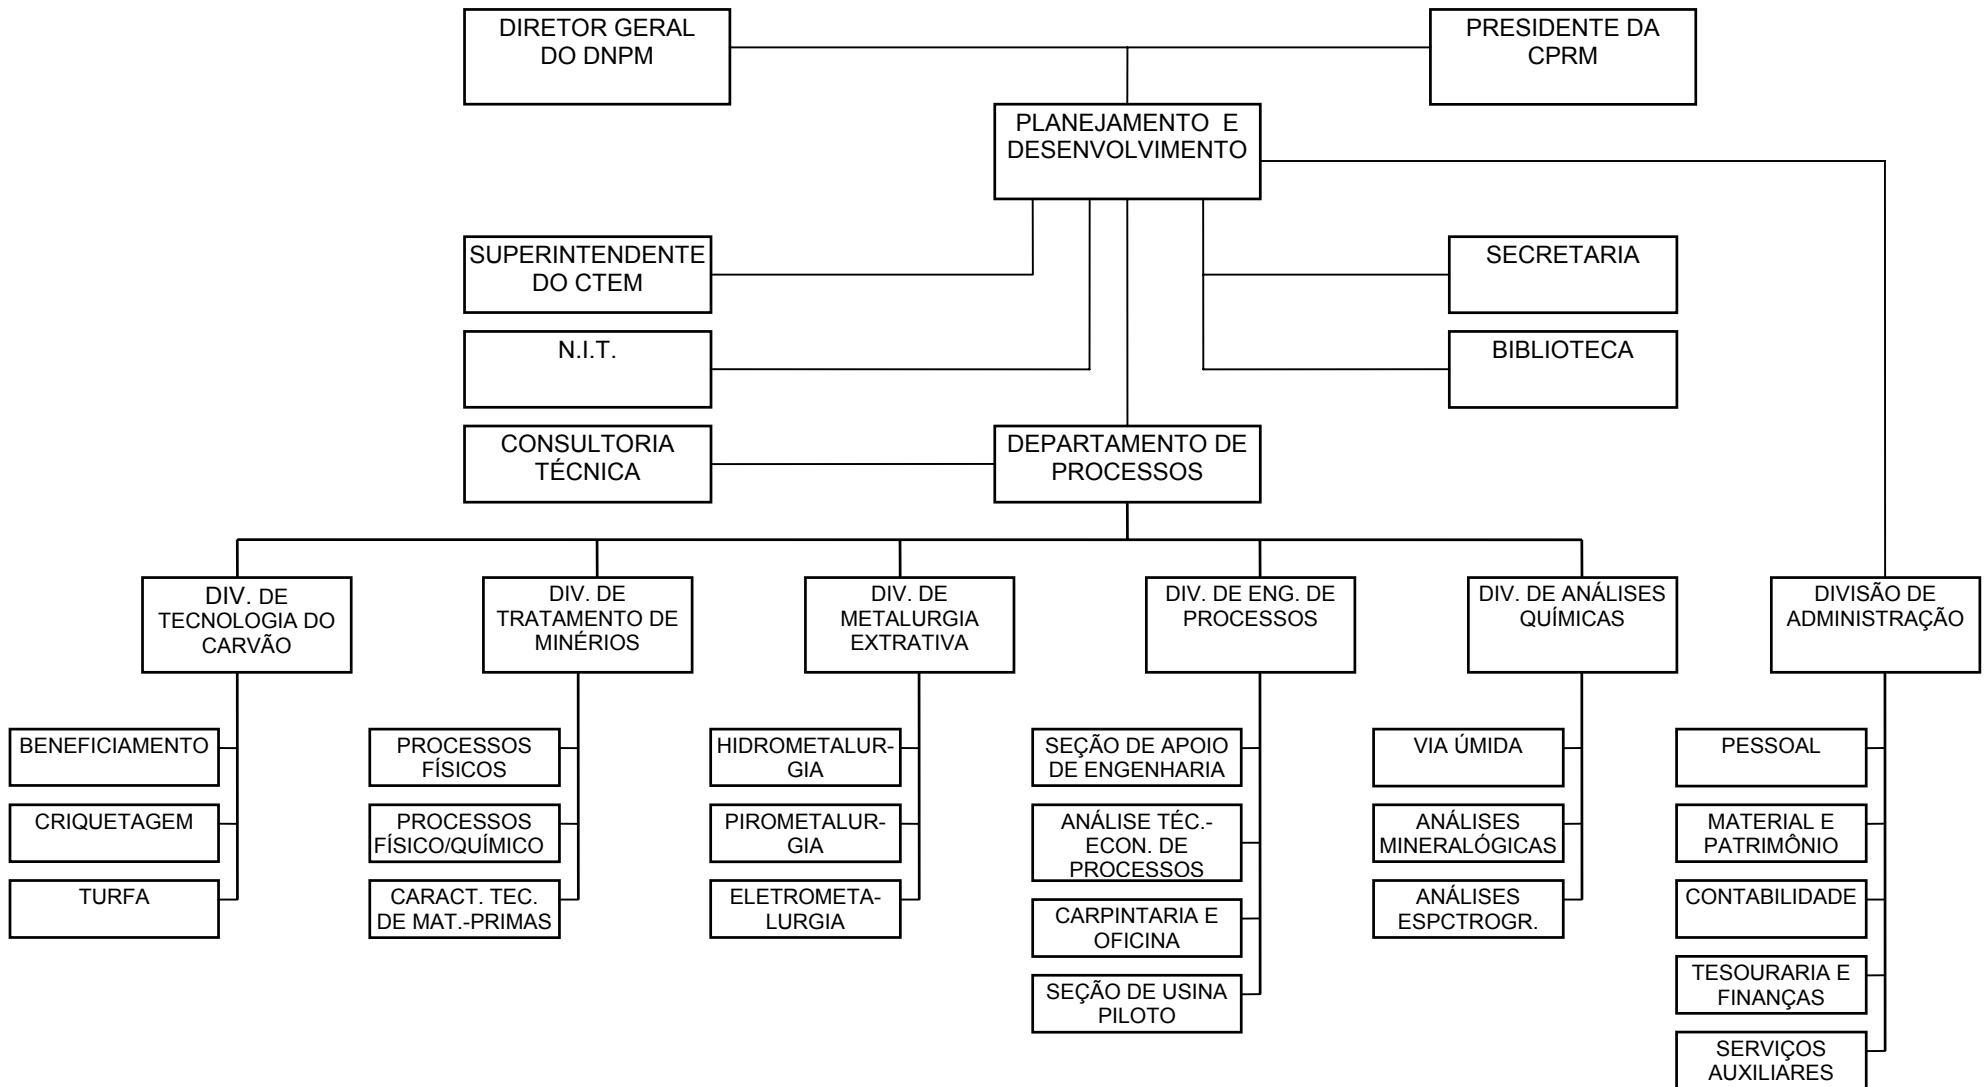 DIRETOR GERAL
DO DNPM
PRESIDENTE DA
CPRM
PLANEJAMENTO E
DESENVOLVIMENTO
SUPERINTENDENTE
DO CTEM
SECRETARIA
N.I.T.
BIBLIOTECA
CONSULTORIA
TÉCNICA
DEPARTAMENTO DE
PROCESSOS
DIV. DE
TECNOLOGIA DO
CARVÃO
DIV. DE
TRATAMENTO DE
MINÉRIOS
DIV. DE
METALURGIA
EXTRATIVA
DIV. DE ENG. DE
PROCESSOS
DIV. DE ANÁLISES
QUÍMICAS
DIVISÃO DE
ADMINISTRAÇÃO
BENEFICIAMENTO
CRIQUETAGEM
TURFA
PROCESSOS
FÍSICOS
PROCESSOS
FÍSICO/QUÍMICO
CARACT. TEC.
DE MAT.-PRIMAS
HIDROMETALUR-
GIA
PIROMETALUR-
GIA
ELETROMETA-
LURGIA
SEÇÃO DE APOIO
DE ENGENHARIA
ANÁLISE TÉC.-
ECON. DE
PROCESSOS
CARPINTARIA E
OFICINA
SEÇÃO DE USINA
PILOTO
VIA ÚMIDA
ANÁLISES
MINERALÓGICAS
ANÁLISES
ESPCTROGR.
PESSOAL
MATERIAL E
PATRIMÔNIO
CONTABILIDADE
TESOURARIA E
FINANÇAS
SERVIÇOS
AUXILIARES